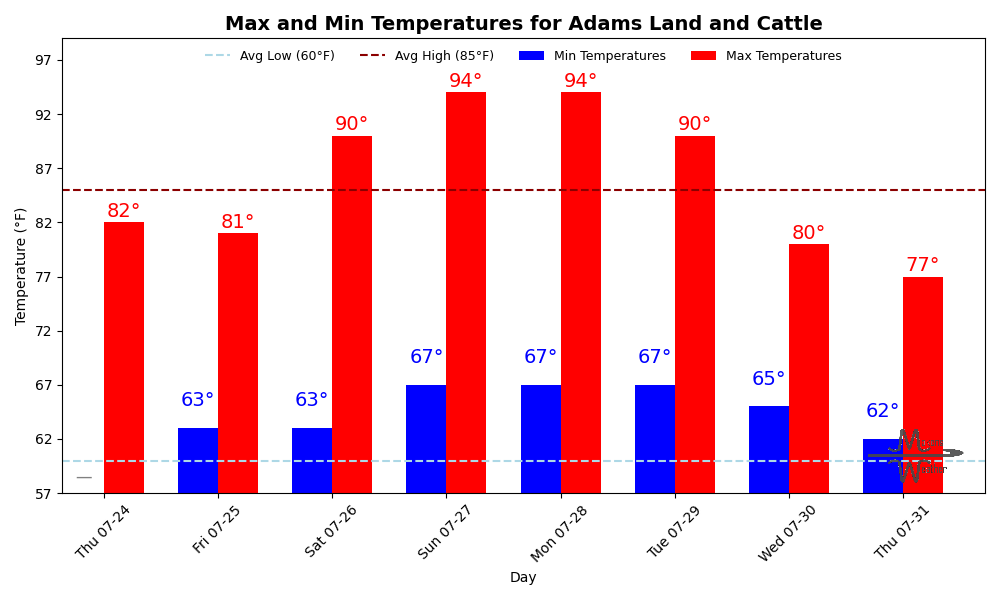 Max and Min Temperatures for Adams Land and Cattle
Avg Low (60°F) Avg High (85°F) Min Temperatures Max Temperatures
97
92
87
82
77
72
67
62
57
Temperature (°F)
82°
81°
90°
94°
94°
90°
80°
77°
—
63°
63°
67°
67°
67°
65°
62°
Thu 07-24
Fri 07-25
Sat 07-26
Sun 07-27
Mon 07-28
Tue 07-29
Wed 07-30
Thu 07-31
Day